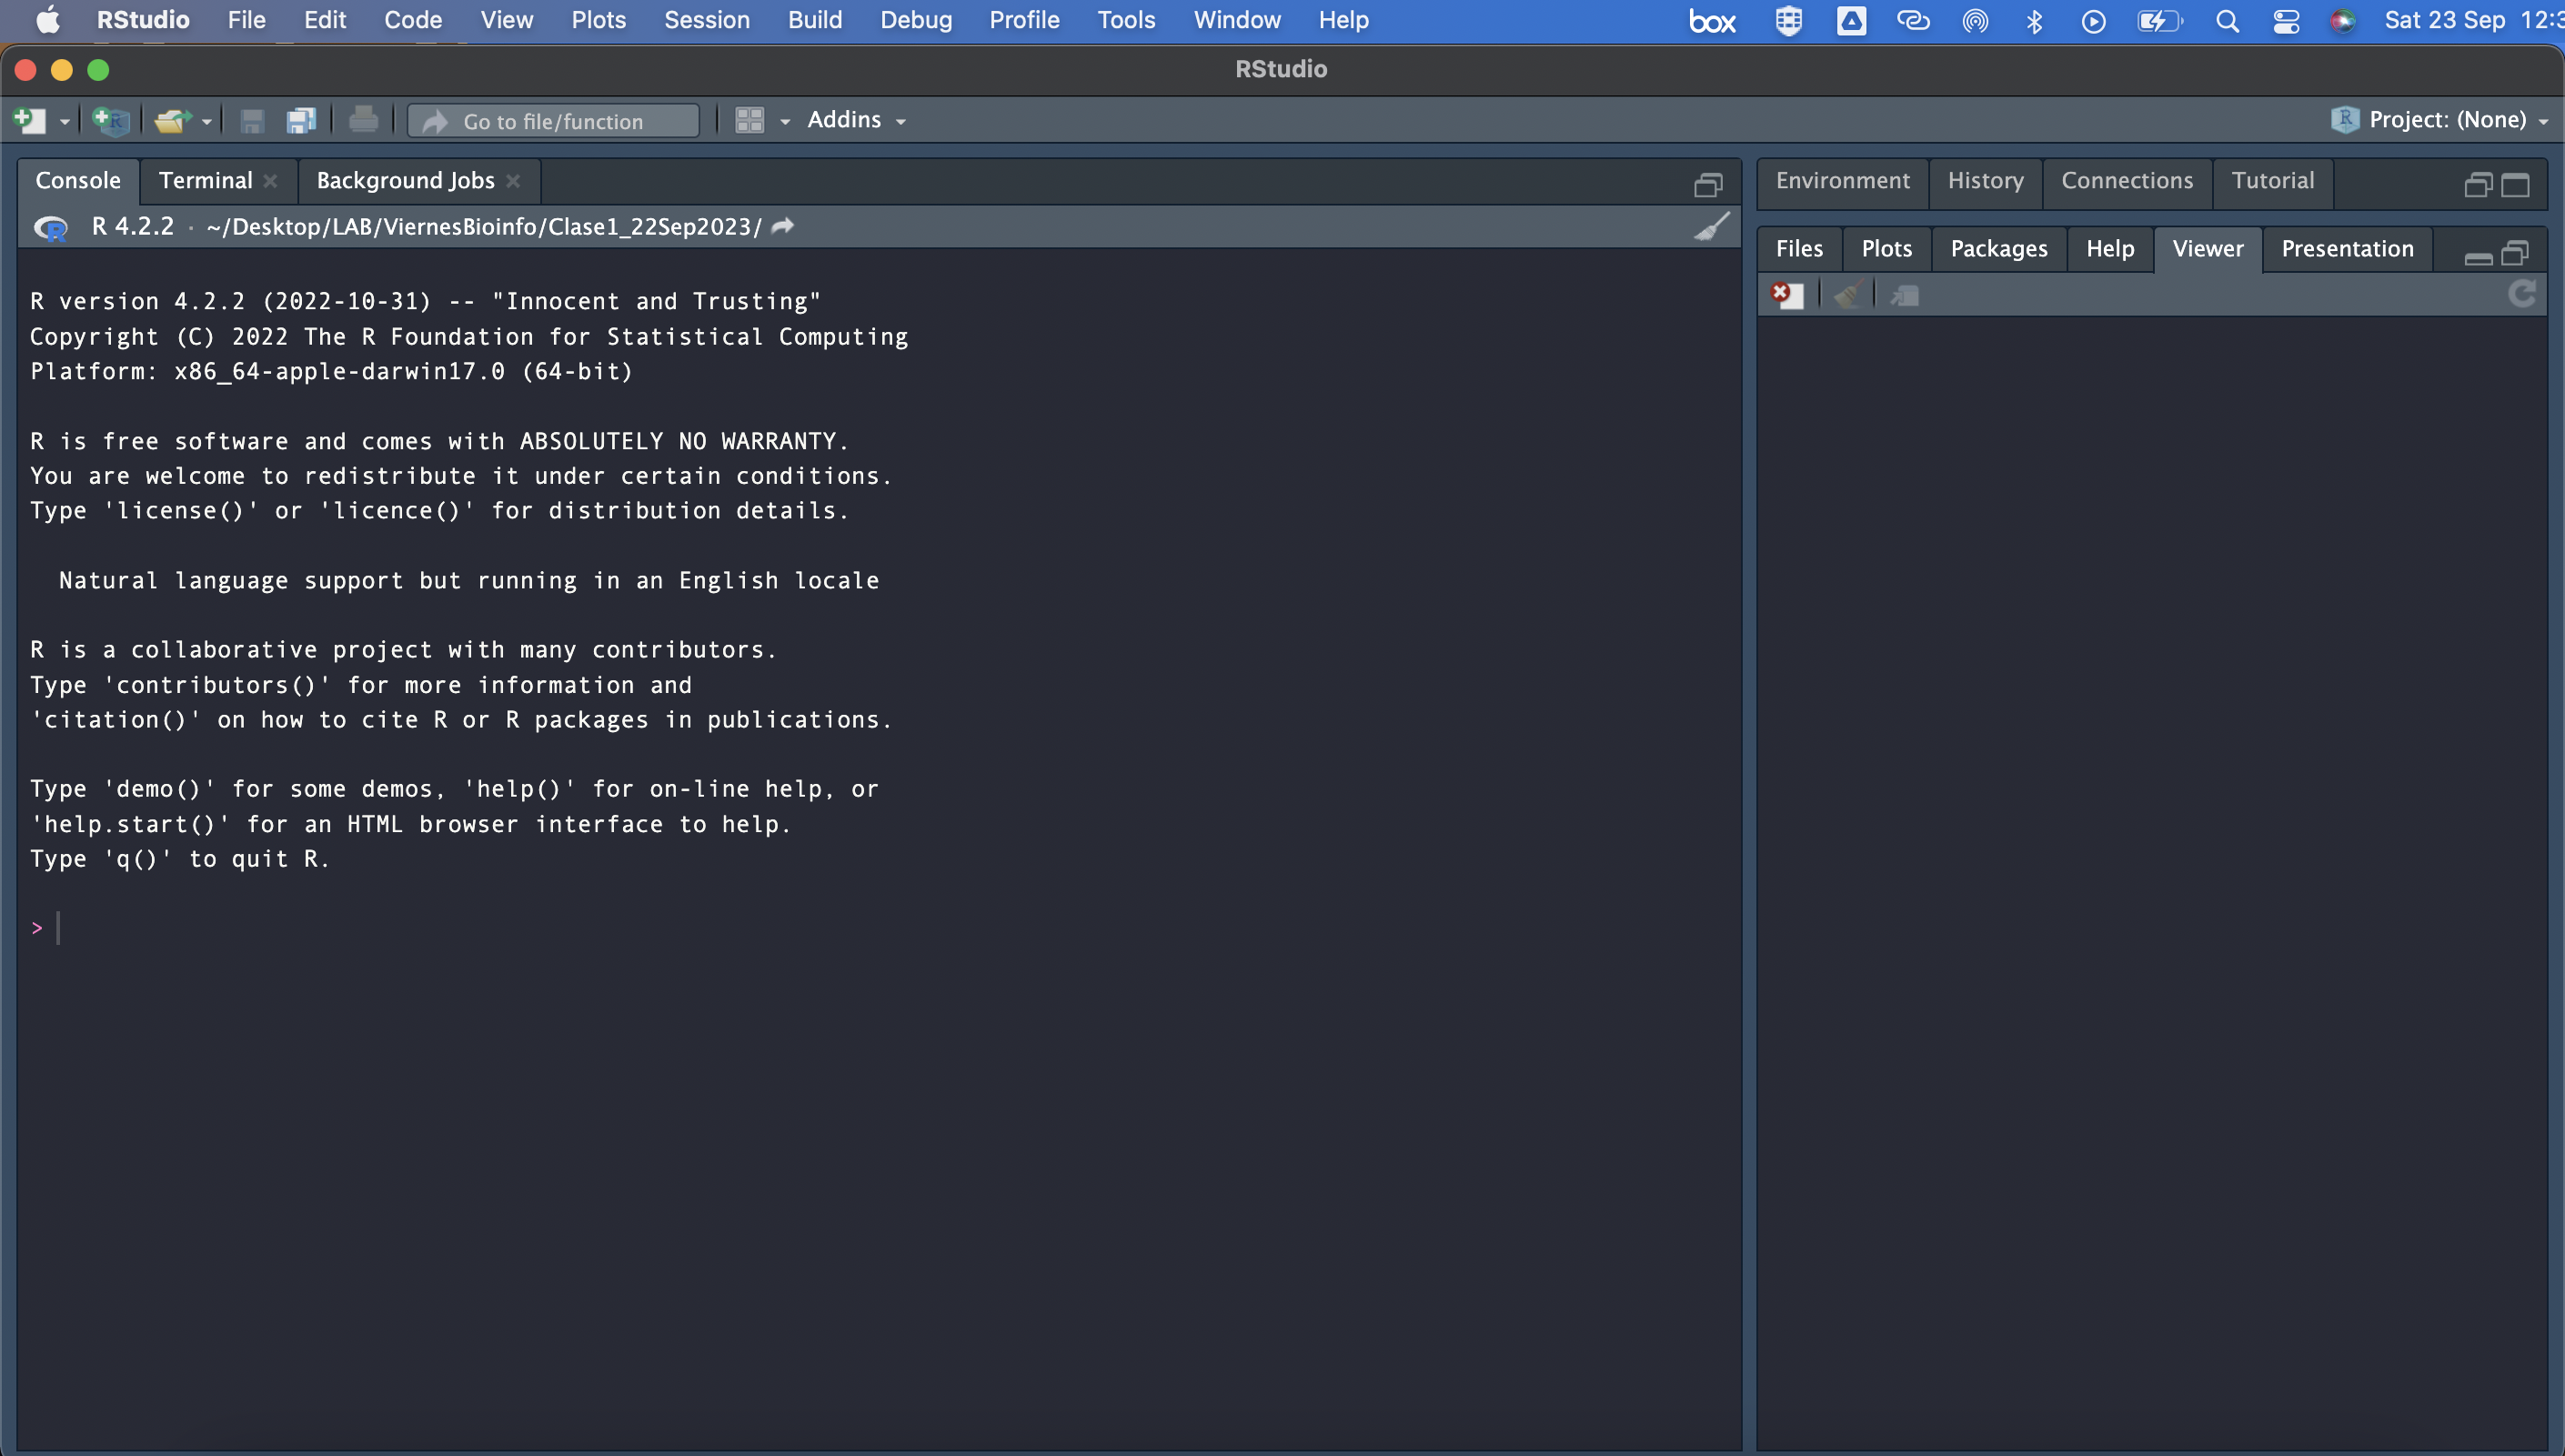 RStudio File Edit Code View Plots Session Build Debug Profile Tools Window Help box Sat 23 Sep 12:3
RStudio
Go to file/function Addins Project: (None)
Console Terminal Background Jobs
R 4.2.2 · ~/Desktop/LAB/ViernesBioinfo/Clase1_22Sep2023/
R version 4.2.2 (2022-10-31) -- "Innocent and Trusting"
Copyright (C) 2022 The R Foundation for Statistical Computing
Platform: x86_64-apple-darwin17.0 (64-bit)
R is free software and comes with ABSOLUTELY NO WARRANTY.
You are welcome to redistribute it under certain conditions.
Type 'license()' or 'licence()' for distribution details.
Natural language support but running in an English locale
R is a collaborative project with many contributors.
Type 'contributors()' for more information and
'citation()' on how to cite R or R packages in publications.
Type 'demo()' for some demos, 'help()' for on-line help, or
'help.start()' for an HTML browser interface to help.
Type 'q()' to quit R.
>
Environment History Connections Tutorial
Files Plots Packages Help Viewer Presentation